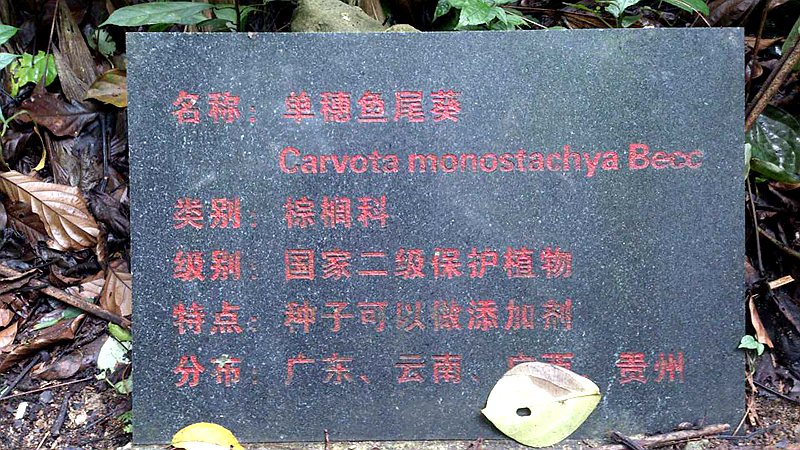 名称：单穗鱼尾葵
Carvota monostachya Becc
类别：棕榈科
级别：国家二级保护植物
特点：种子可以做添加剂
分布：广东、云南、广西、贵州